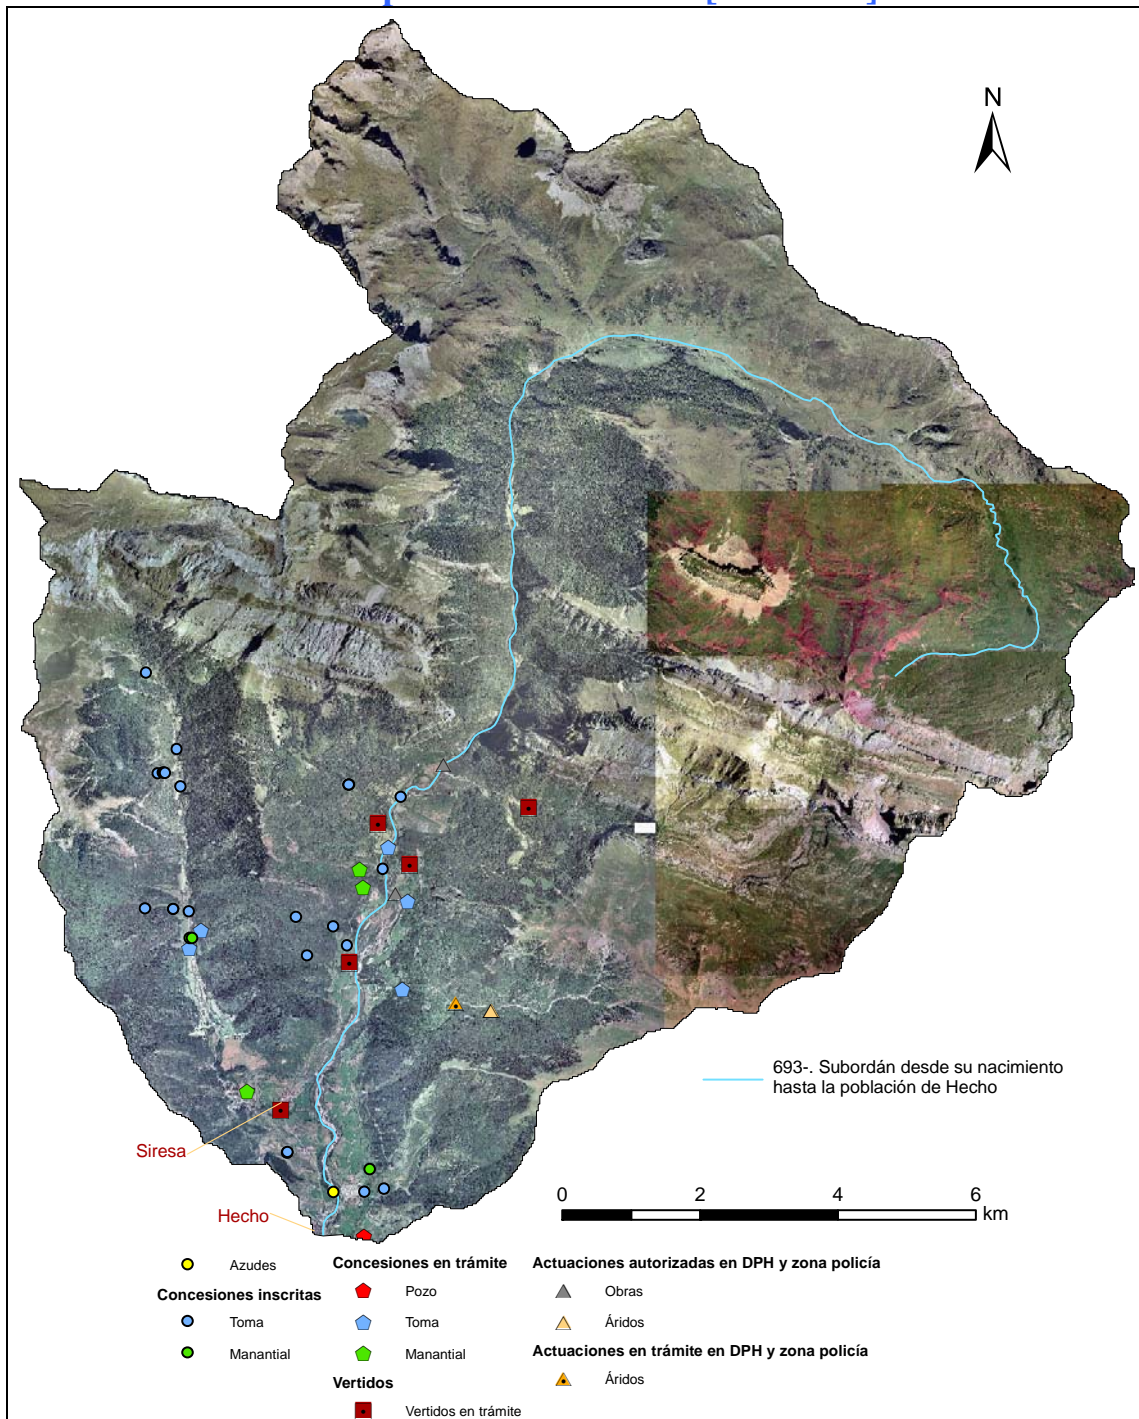 N
693-. Subordán desde su nacimiento
hasta la población de Hecho
Siresa
Hecho
0 2 4 6
km
Azudes
Concesiones inscritas
Toma
Manantial
Concesiones en trámite
Pozo
Toma
Manantial
Vertidos
Vertidos en trámite
Actuaciones autorizadas en DPH y zona policía
Obras
Áridos
Actuaciones en trámite en DPH y zona policía
Áridos